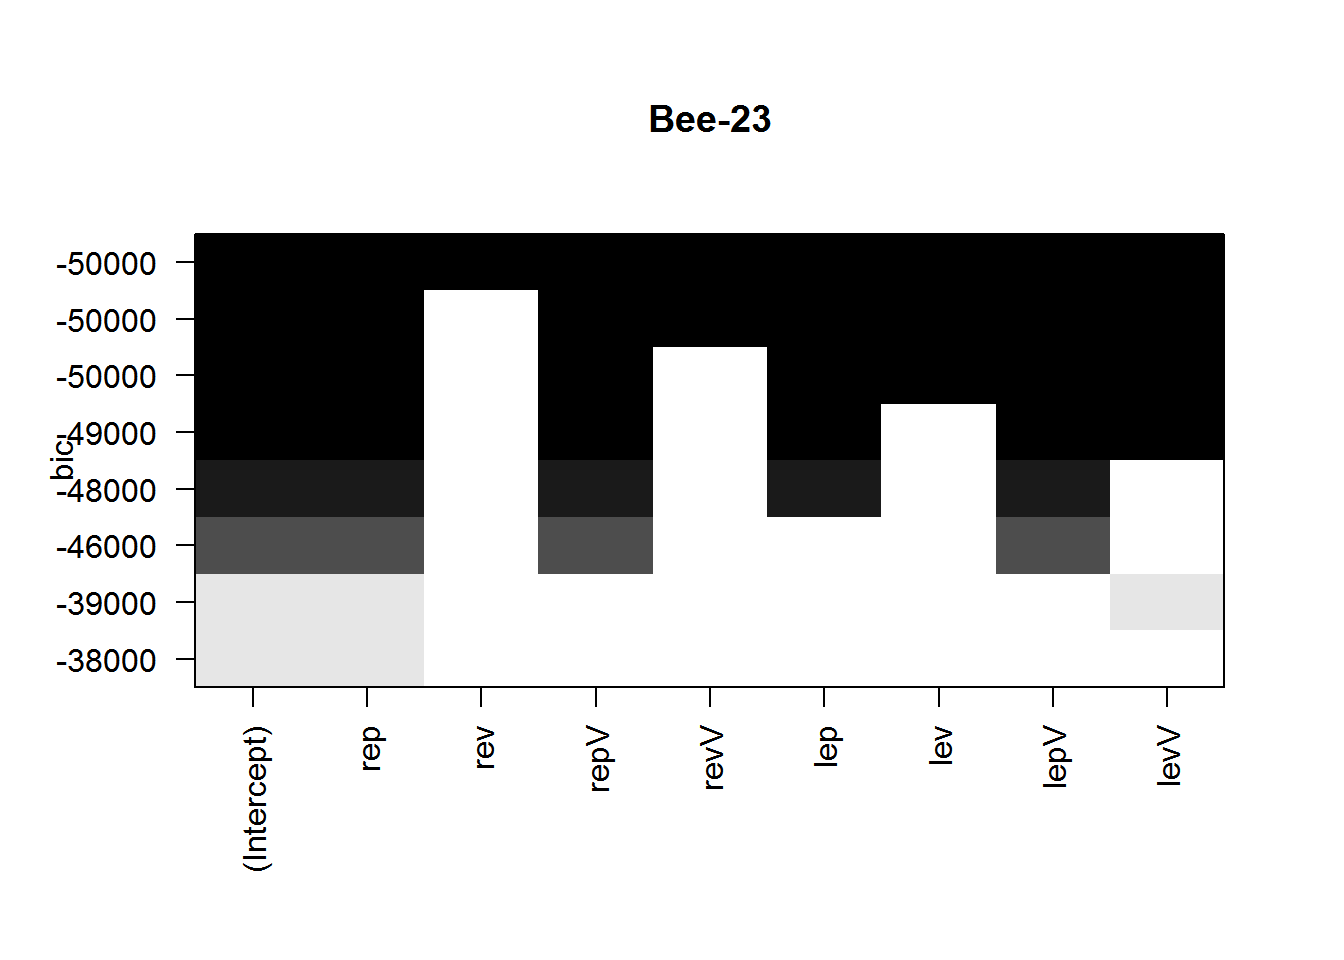 Bee-23
bic
-50000
-50000
-50000
-49000
-48000
-46000
-39000
-38000
(Intercept)
rep
rev
repV
revV
lep
lev
lepV
levV